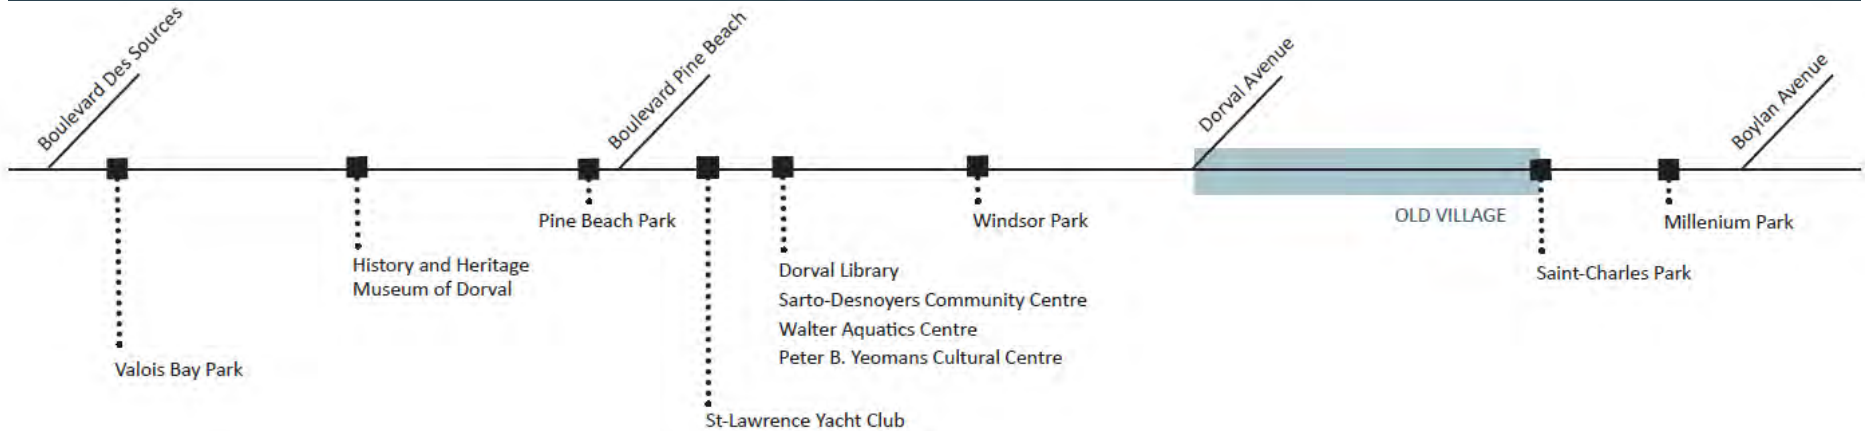 Boulevard Des Sources
Boulevard Pine Beach
Dorval Avenue
Boylan Avenue
Pine Beach Park
Windsor Park
OLD VILLAGE
Millenium Park
History and Heritage
Museum of Dorval
Dorval Library
Sarto-Desnoyers Community Centre
Walter Aquatics Centre
Peter B. Yeomans Cultural Centre
Saint-Charles Park
Valois Bay Park
St-Lawrence Yacht Club